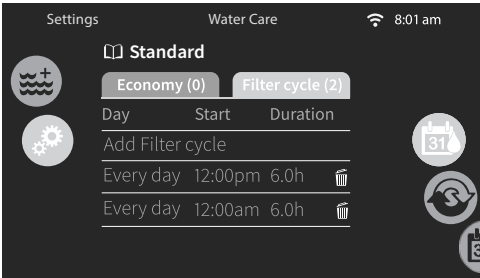 Settings Water Care 8:01 am
Standard
Economy (0) Filter cycle (2)
Day Start Duration
Add Filter cycle
Every day 12:00pm 6.0h
31
Every day 12:00am 6.0h